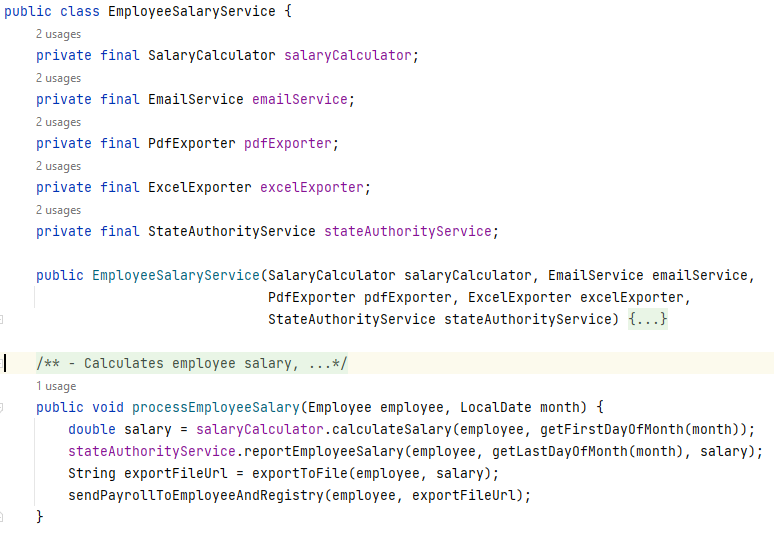 public class EmployeeSalaryService {
2 usages
private final SalaryCalculator salaryCalculator;
2 usages
private final EmailService emailService;
2 usages
private final PdfExporter pdfExporter;
2 usages
private final ExcelExporter excelExporter;
2 usages
private final StateAuthorityService stateAuthorityService;
public EmployeeSalaryService(SalaryCalculator salaryCalculator, EmailService emailService,
PdfExporter pdfExporter, ExcelExporter excelExporter,
StateAuthorityService stateAuthorityService) {...}
/** - Calculates employee salary, ...*/
1 usage
public void processEmployeeSalary(Employee employee, LocalDate month) {
double salary = salaryCalculator.calculateSalary(employee, getFirstDayOfMonth(month));
stateAuthorityService.reportEmployeeSalary(employee, getLastDayOfMonth(month), salary);
String exportFileUrl = exportToFile(employee, salary);
sendPayrollToEmployeeAndRegistry(employee, exportFileUrl);
}